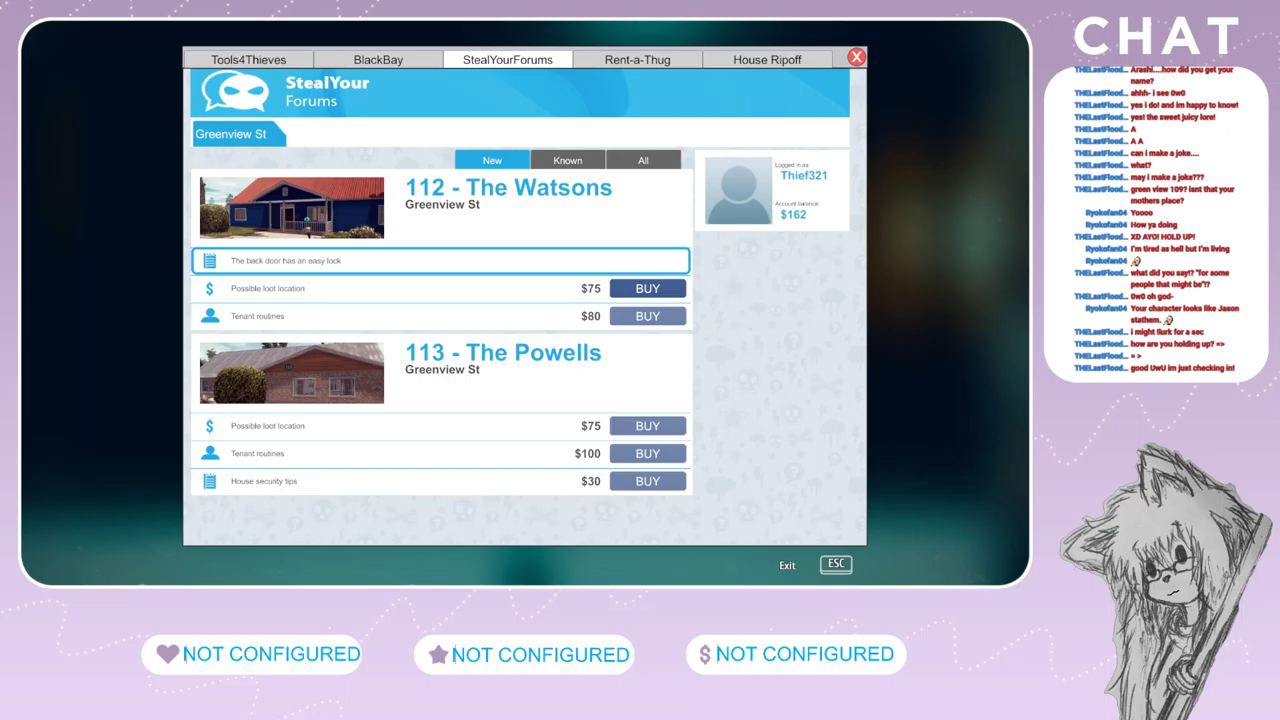 Tools4Thieves
BlackBay
StealYourForums
Rent-a-Thug
House Ripoff
X
StealYour
Forums
Greenview St
New
Known
All
112 - The Watsons
Greenview St
The back door has an easy lock
Possible loot location
$75
BUY
Tenant routines
$80
BUY
113 - The Powells
Greenview St
Possible loot location
$75
BUY
Tenant routines
$100
BUY
House security tips
$30
BUY
Logged in as:
Thief321
Account balance:
$162
Exit
ESC
CHAT
THELastFlood... Arashi....how did you get your
name?
THELastFlood... ahhh- i see 0w0
THELastFlood... yes i do! and im happy to know!
THELastFlood... yes! the sweet juicy lore!
THELastFlood... A
THELastFlood... A A
THELastFlood... can i make a joke....
THELastFlood... what?
THELastFlood... may i make a joke???
THELastFlood... green view 109? isnt that your
mothers place?
Ryokofan04 Yoooo
Ryokofan04 How ya doing
THELastFlood... XD AYO! HOLD UP!
Ryokofan04 I'm tired as hell but I'm living
Ryokofan04
THELastFlood... what did you say!? "for some
people that might be"!?
THELastFlood... 0w0 oh god-
Ryokofan04 Your character looks like Jason
stathem.
THELastFlood... i might !lurk for a sec
THELastFlood... how are you holding up? =>
THELastFlood... = >
THELastFlood... good UwU im just checking in!
NOT CONFIGURED
NOT CONFIGURED
$ NOT CONFIGURED